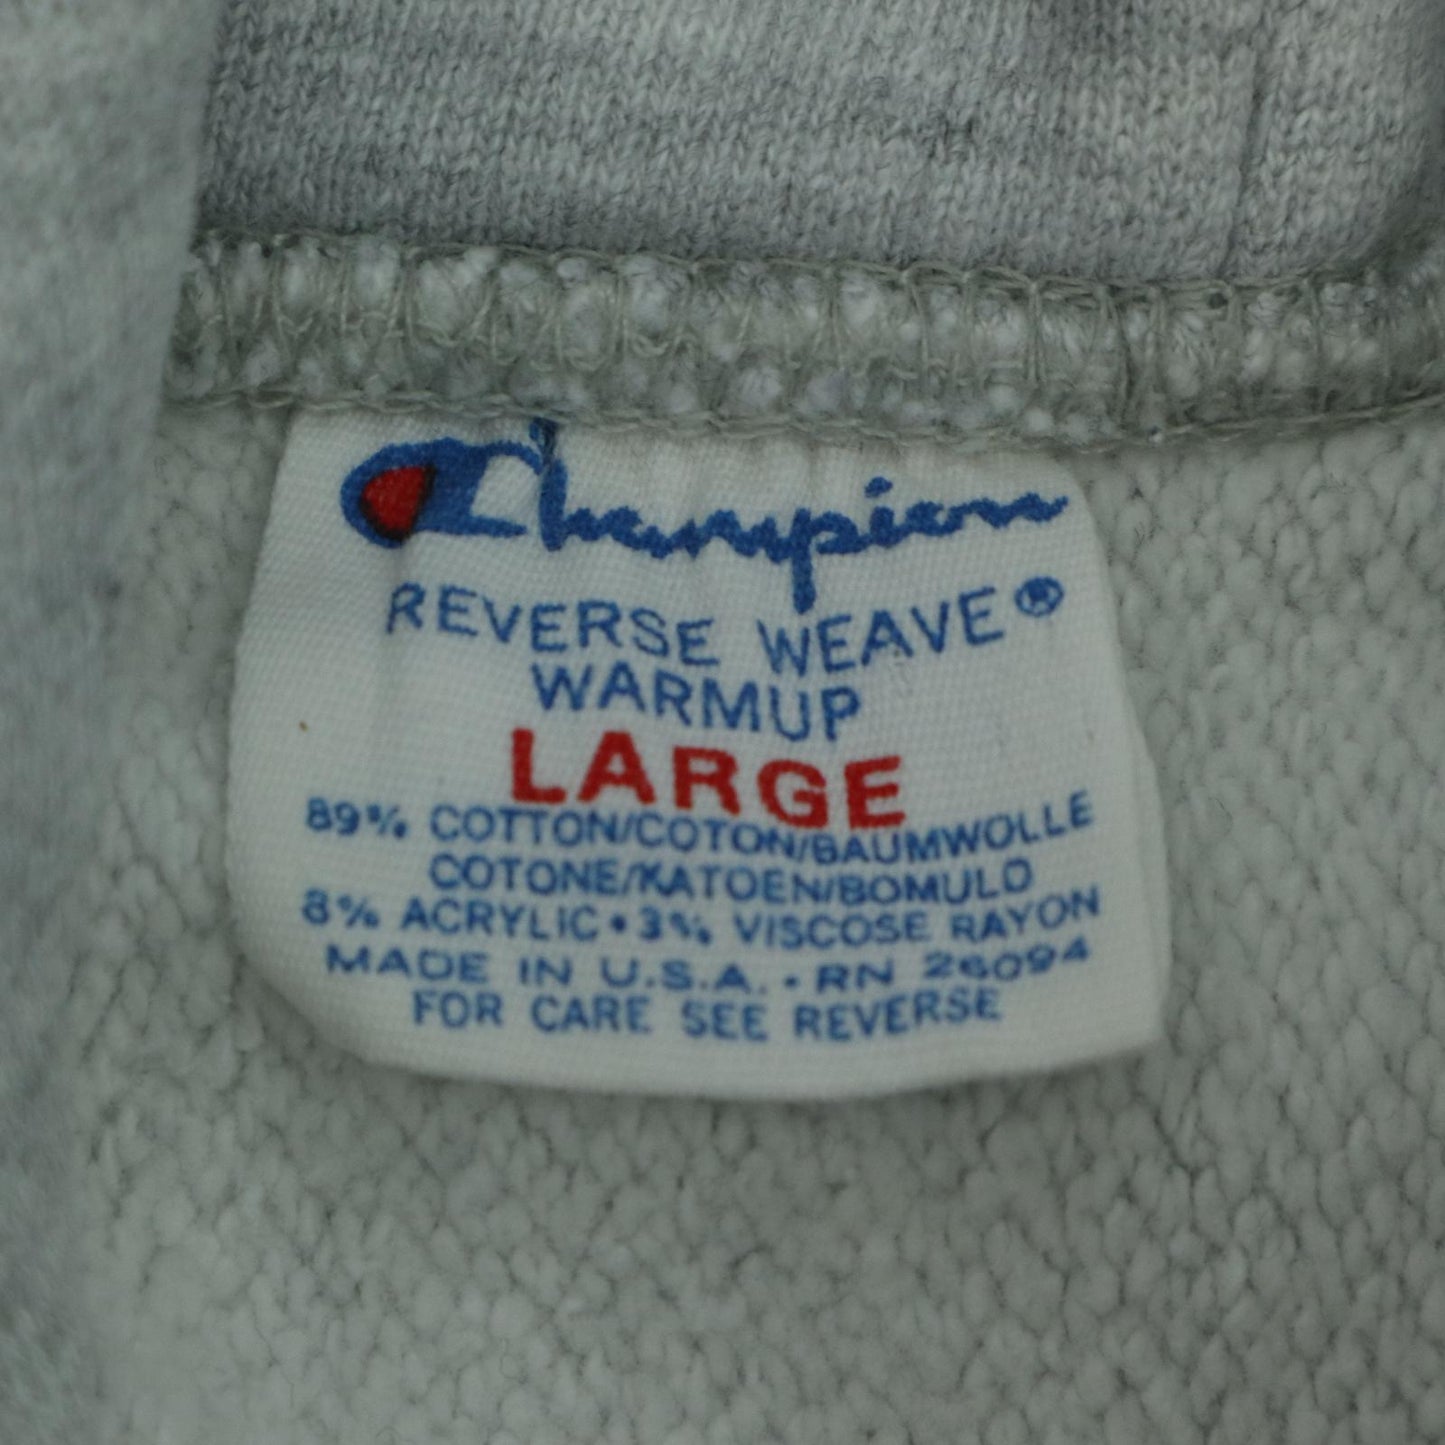 Champion
REVERSE WEAVE®
WARMUP
LARGE
89% COTTON/COTON/BAUMWOLLE
COTONE/KATOEN/BOMULD
8% ACRYLIC • 3% VISCOSE RAYON
MADE IN U.S.A. • RN 26094
FOR CARE SEE REVERSE